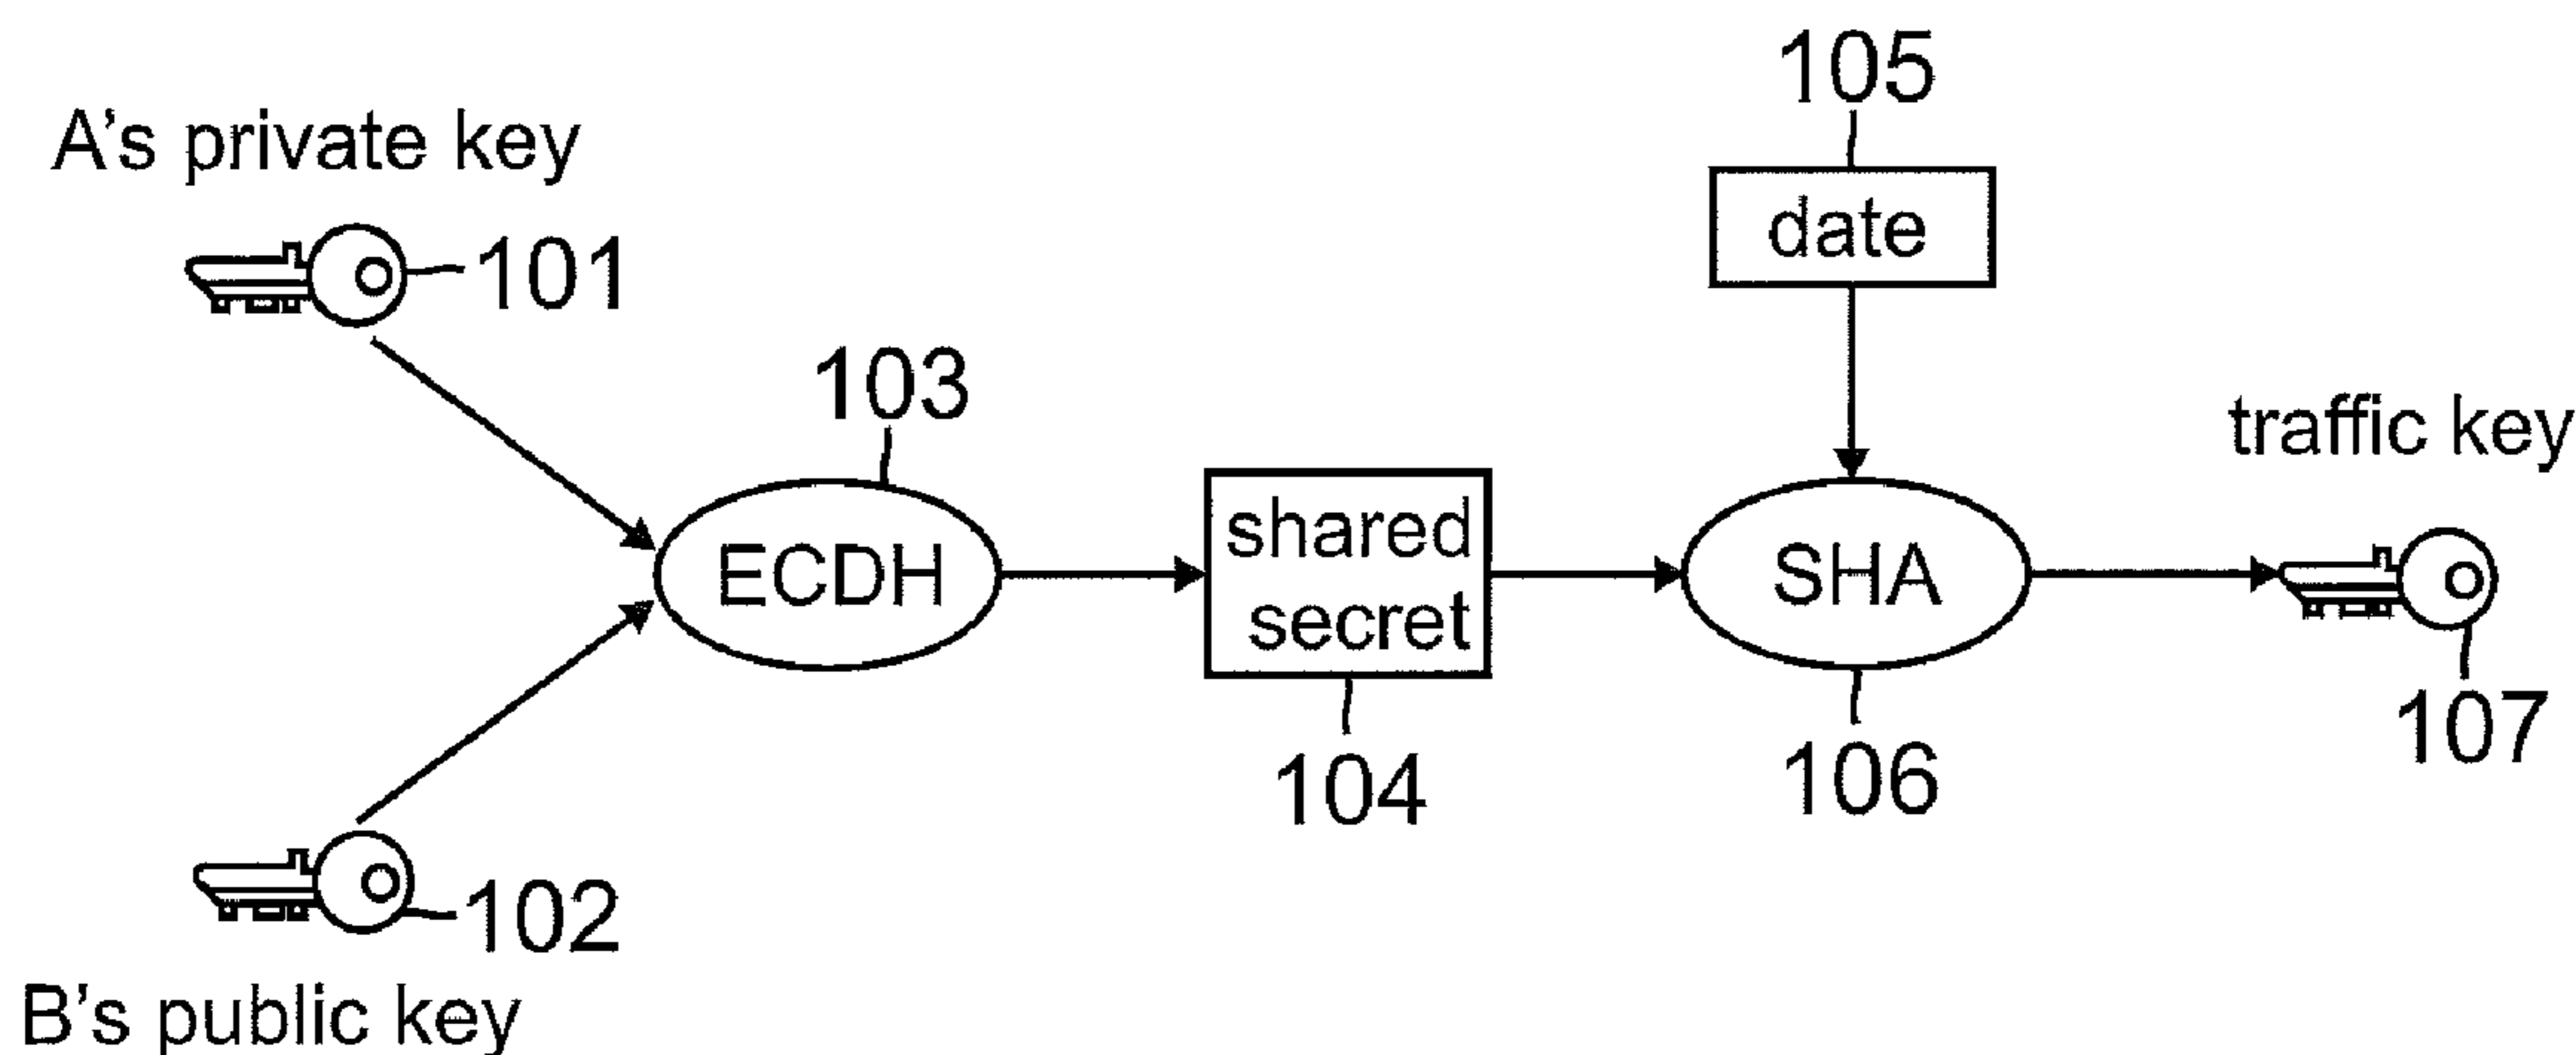 105
A's private key
date
101
103
traffic key
shared
secret
ECDH
SHA
107
104
106
102
B's public key